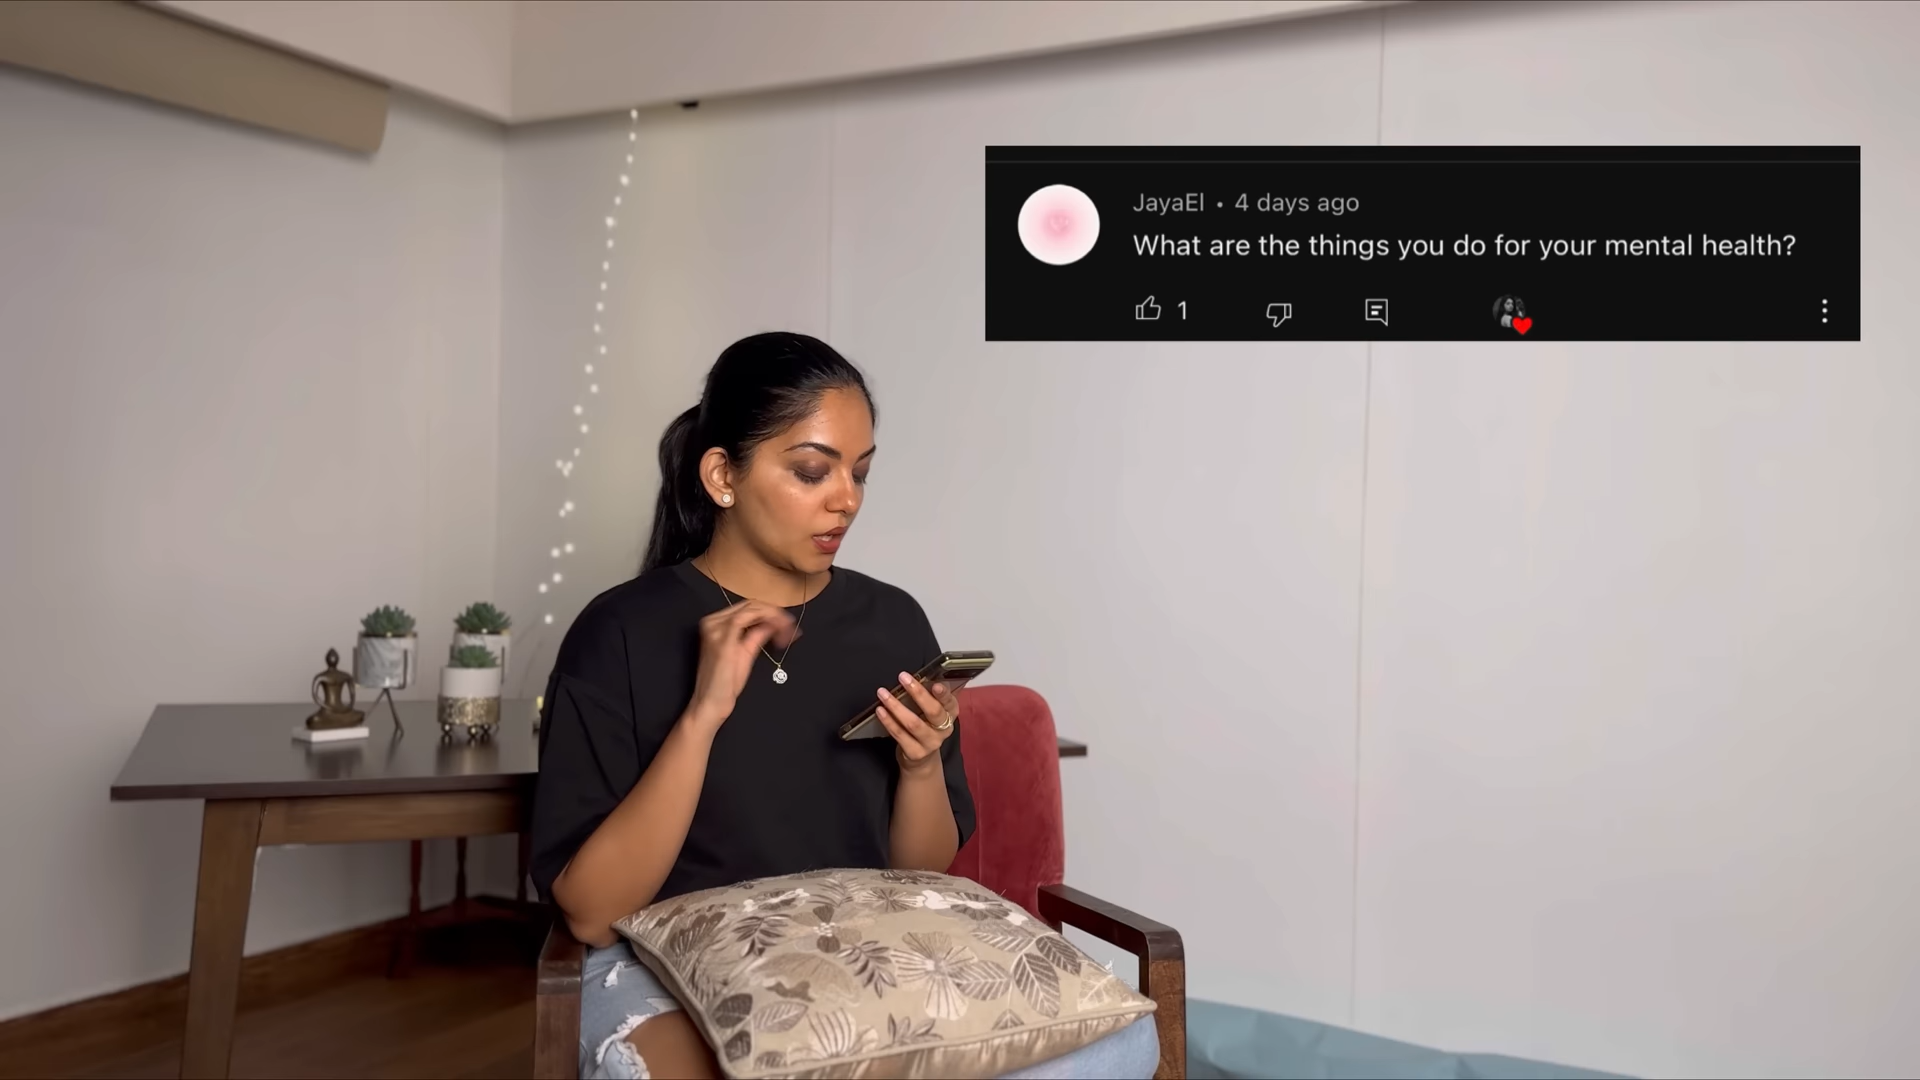 JayaEl • 4 days ago
What are the things you do for your mental health?
1